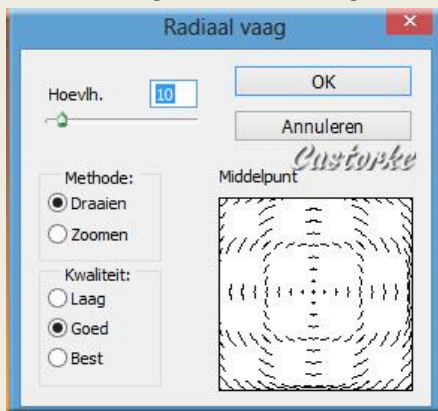 Radiaal vaag
Hoevlh. 10
OK
Annuleren
Castorke
Methode:
Draaien
Zoomen
Middelpunt
Kwaliteit:
Laag
Goed
Best